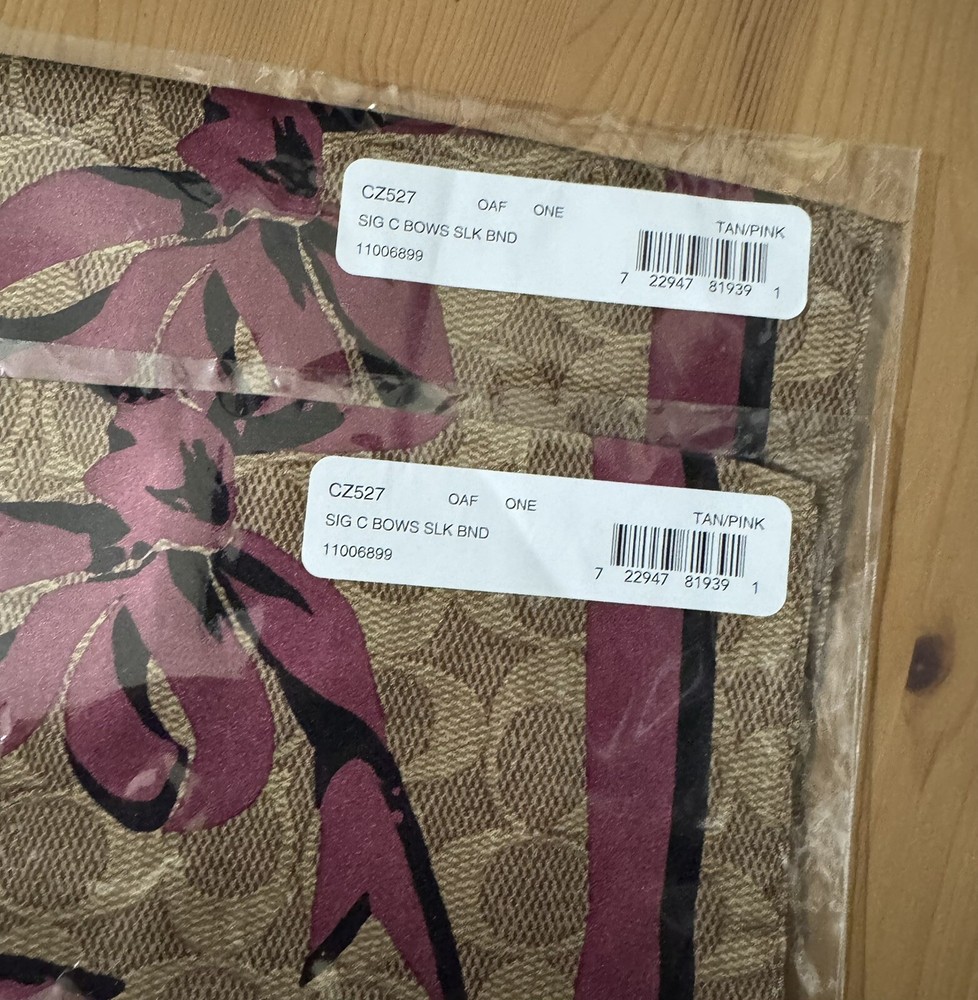 CZ527 OAF ONE TAN/PINK
SIG C BOWS SLK BND
11006899
7 22947 81939 1
CZ527 OAF ONE TAN/PINK
SIG C BOWS SLK BND
11006899
7 22947 81939 1